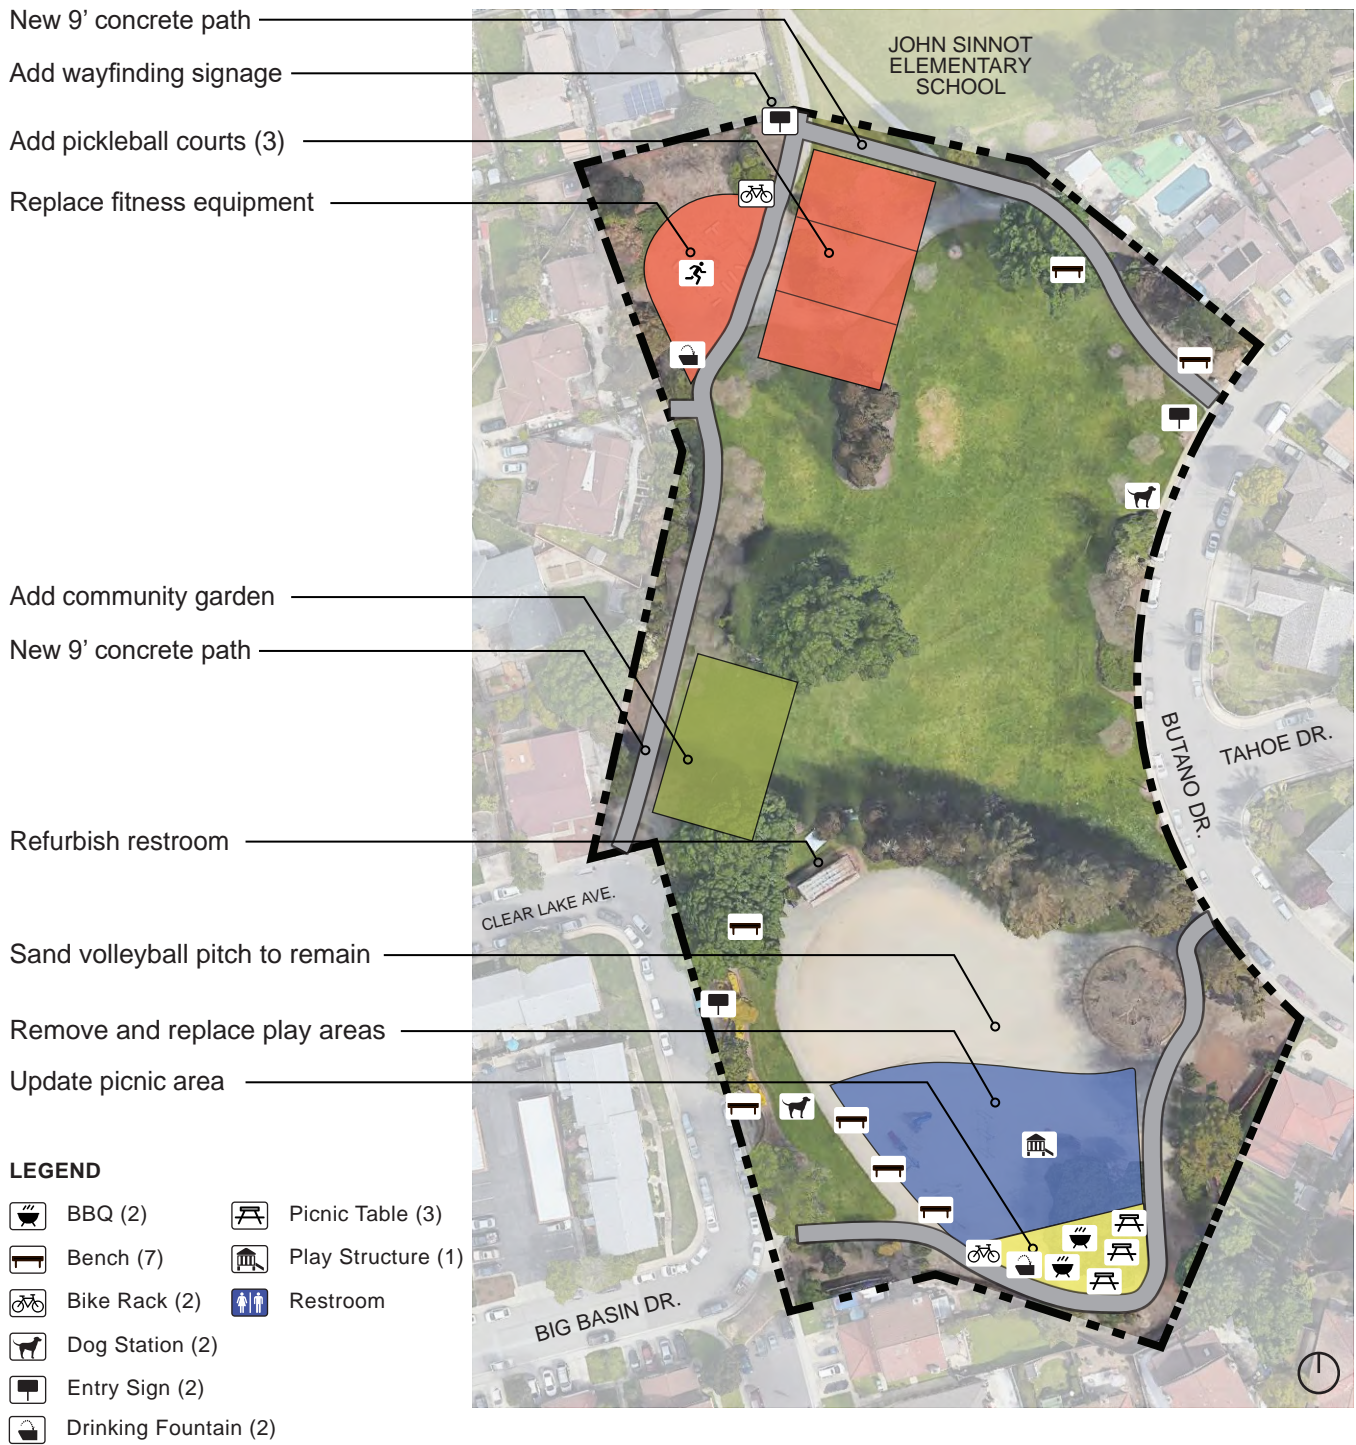 New 9’ concrete path
Add wayfinding signage
Add pickleball courts (3)
Replace fitness equipment
Add community garden
New 9’ concrete path
Refurbish restroom
Sand volleyball pitch to remain
Remove and replace play areas
Update picnic area
JOHN SINNOT
ELEMENTARY
SCHOOL
BUTANO DR.
TAHOE DR.
CLEAR LAKE AVE.
BIG BASIN DR.
LEGEND
BBQ (2)
Bench (7)
Bike Rack (2)
Dog Station (2)
Entry Sign (2)
Drinking Fountain (2)
Picnic Table (3)
Play Structure (1)
Restroom